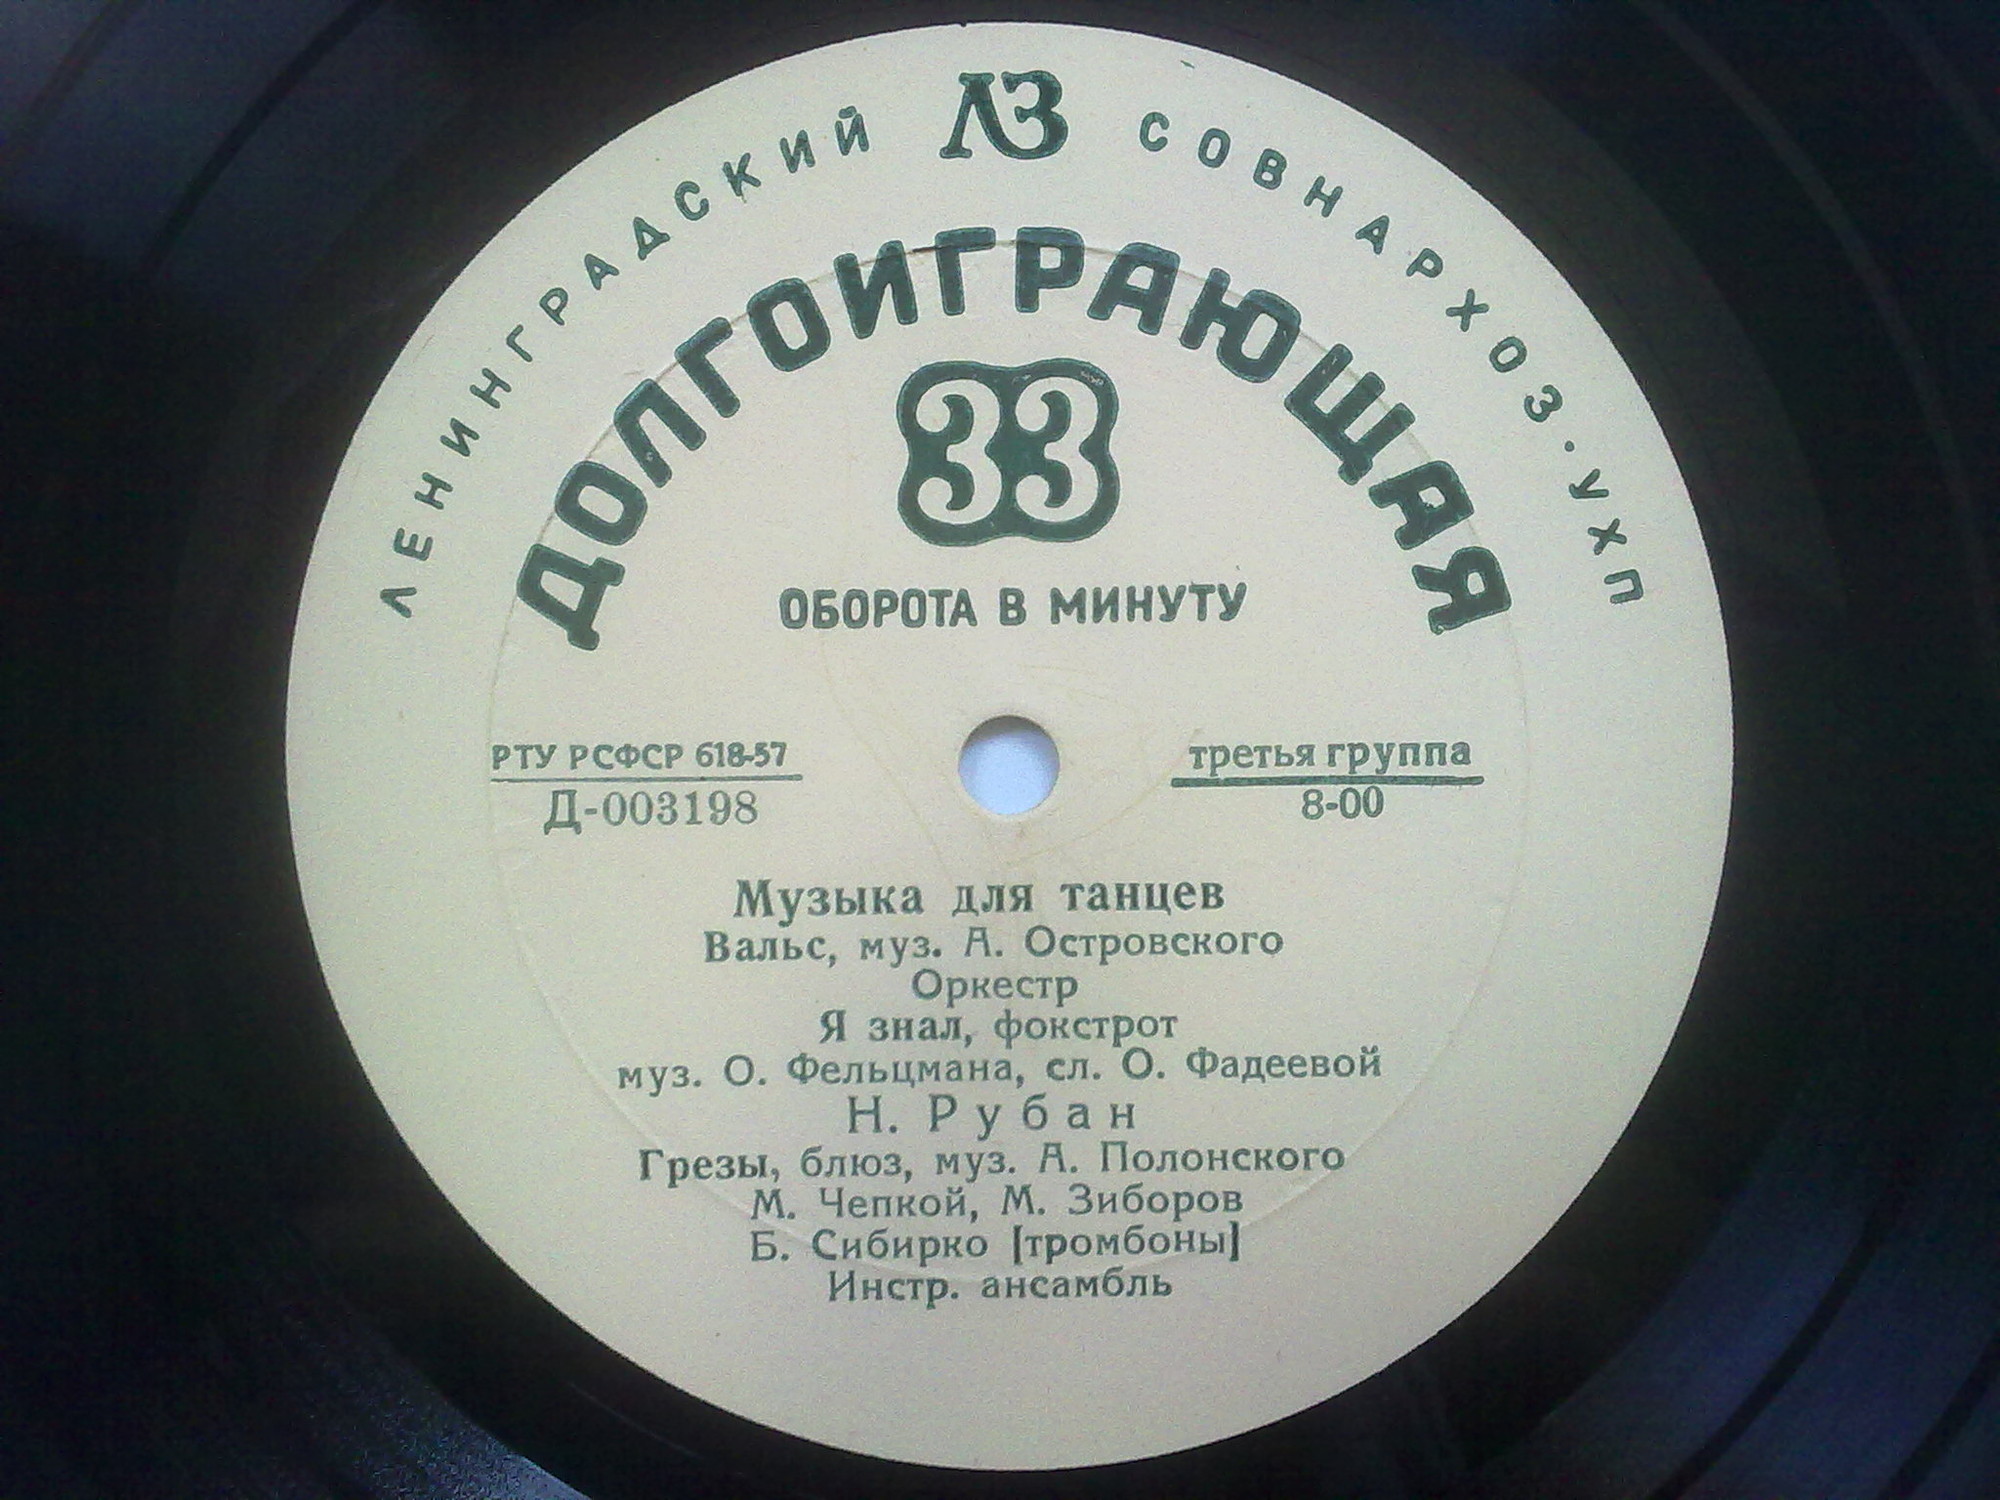 ЛЕНИНГРАДСКИЙ ЛЗ СОВНАРХОЗ·УХП
ДОЛГОИГРАЮЩАЯ
33
ОБОРОТА В МИНУТУ
РТУ РСФСР 618-57
Д-003198
третья группа
8-00
Музыка для танцев
Вальс, муз. А. Островского
Оркестр
Я знал, фокстрот
муз. О. Фельцмана, сл. О. Фадеевой
Н. Рубан
Грезы, блюз, муз. А. Полонского
М. Чепкой, М. Зиборов
Б. Сибирко [тромбоны]
Инстр. ансамбль